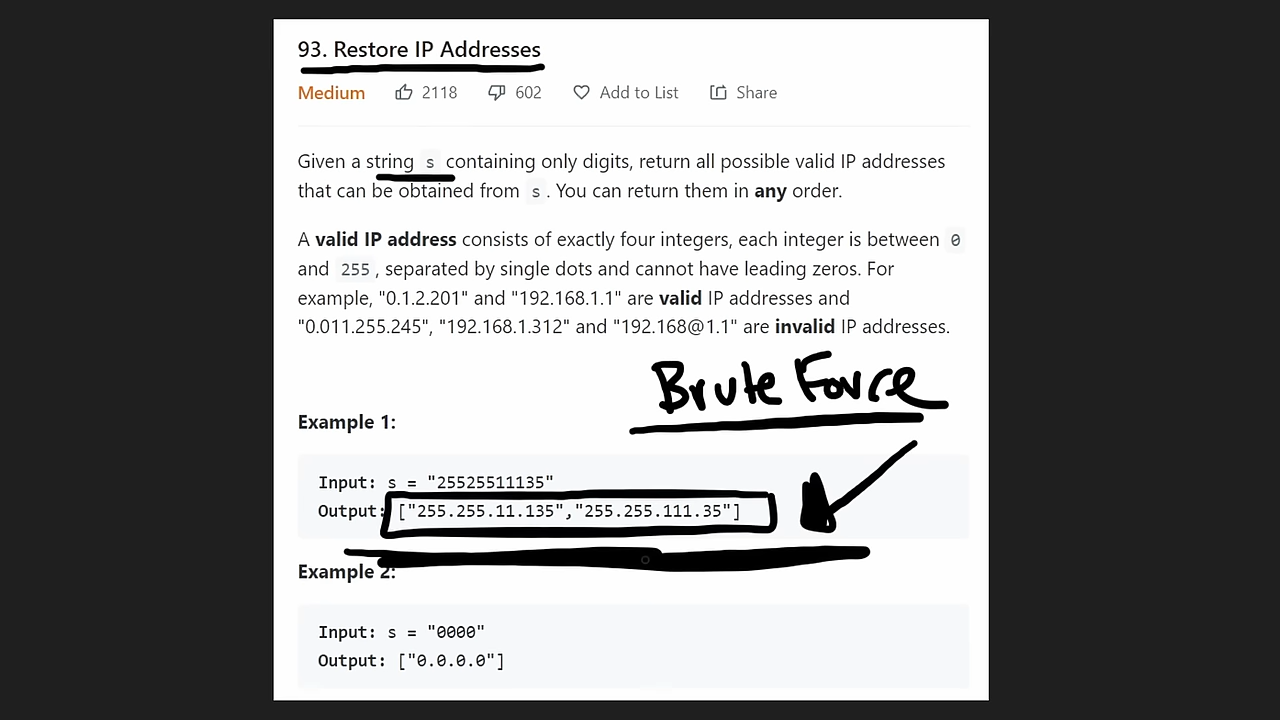 93. Restore IP Addresses
Medium 2118 602 Add to List Share
Given a string s containing only digits, return all possible valid IP addresses
that can be obtained from s. You can return them in any order.
A valid IP address consists of exactly four integers, each integer is between 0
and 255, separated by single dots and cannot have leading zeros. For
example, "0.1.2.201" and "192.168.1.1" are valid IP addresses and
"0.011.255.245", "192.168.1.312" and "192.168@1.1" are invalid IP addresses.
Brute Force
Example 1:
Input: s = "25525511135"
Output: ["255.255.11.135","255.255.111.35"]
Example 2:
Input: s = "0000"
Output: ["0.0.0.0"]